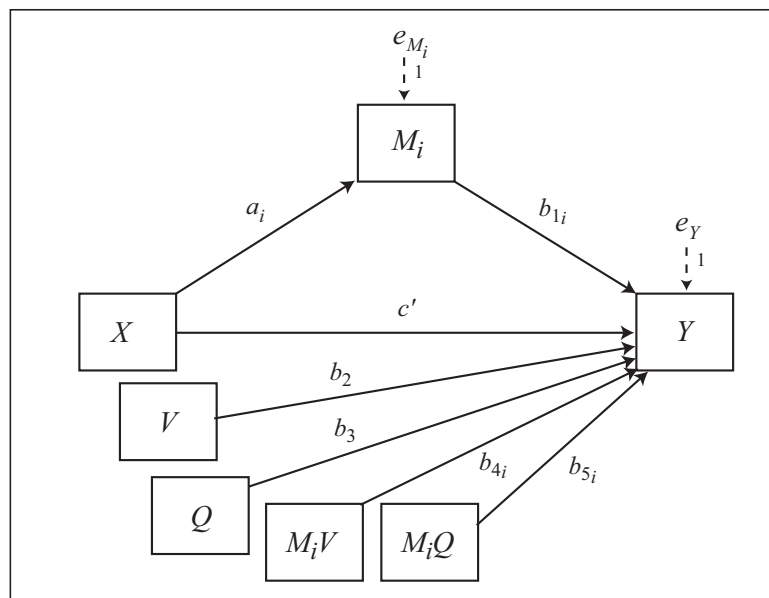 e_{M_i}
1
M_i
a_i
b_{1i}
e_Y
1
X
c′
Y
b_2
V
b_3
Q
b_{4i}
b_{5i}
M_iV
M_iQ